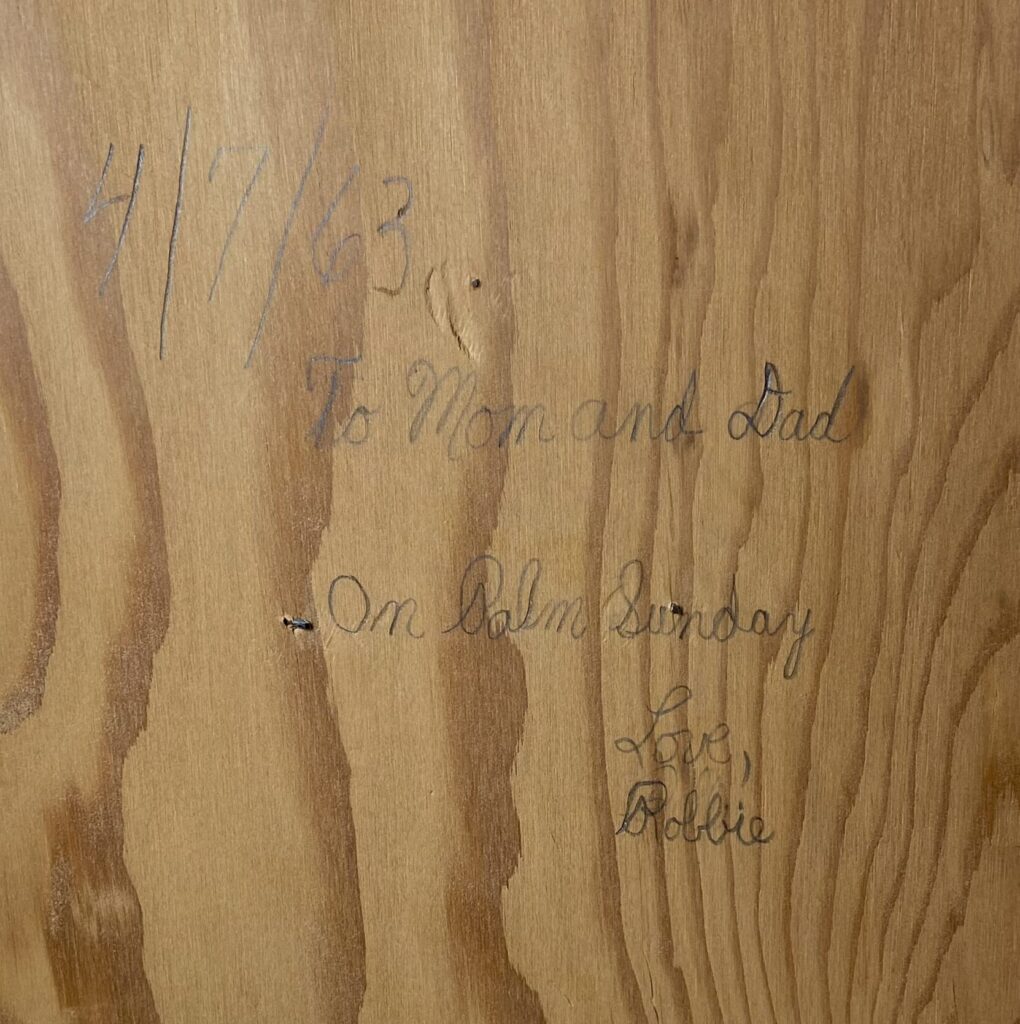 4/7/63
To Mom and Dad
On Palm Sunday
Love,
Robbie